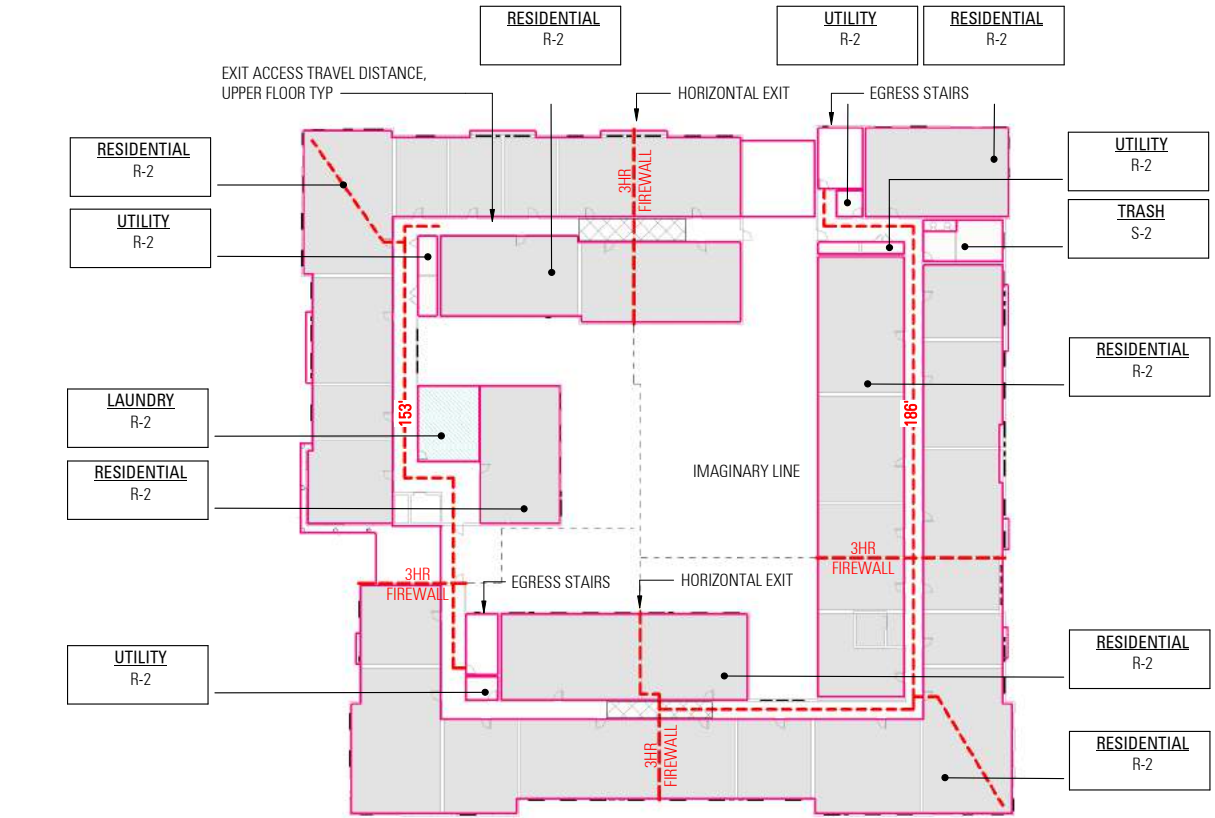 RESIDENTIAL
R-2
UTILITY
R-2
RESIDENTIAL
R-2
EXIT ACCESS TRAVEL DISTANCE,
UPPER FLOOR TYP
HORIZONTAL EXIT
EGRESS STAIRS
RESIDENTIAL
R-2
UTILITY
R-2
3HR
FIREWALL
UTILITY
R-2
TRASH
S-2
RESIDENTIAL
R-2
LAUNDRY
R-2
153'
186'
RESIDENTIAL
R-2
IMAGINARY LINE
3HR
FIREWALL
3HR
FIREWALL
EGRESS STAIRS
HORIZONTAL EXIT
UTILITY
R-2
RESIDENTIAL
R-2
3HR
FIREWALL
RESIDENTIAL
R-2